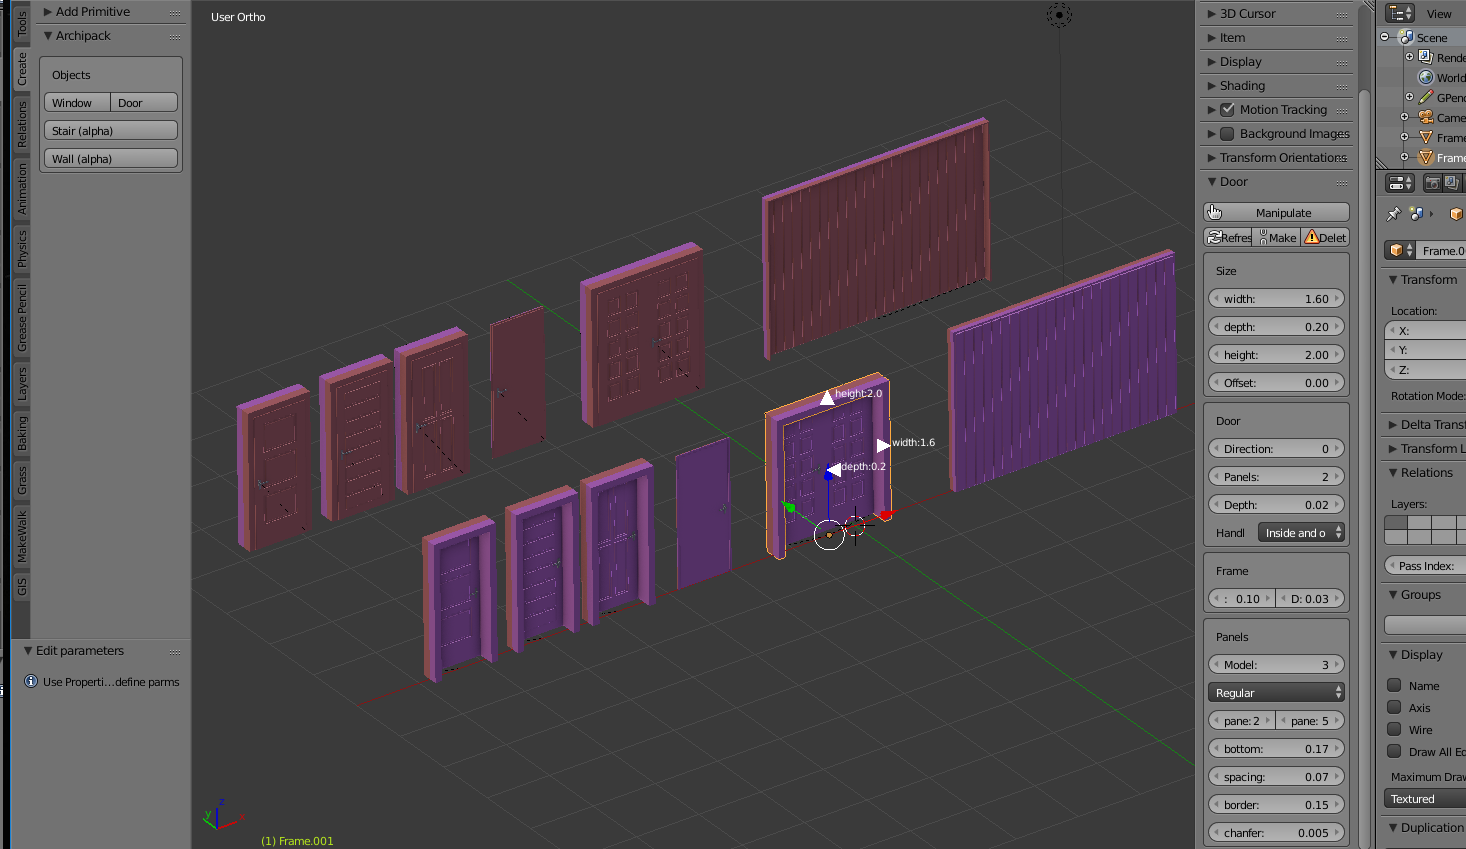 Tools
Create
Relations
Animation
Physics
Grease Pencil
Layers
Baking
Grass
MakeWalk
GIS
Add Primitive
Archipack
Objects
Window Door
Stair (alpha)
Wall (alpha)
Edit parameters
Use Properti...define parms
User Ortho
height:2.0
width:1.6
depth:0.2
y z x
(1) Frame.001
3D Cursor
Item
Display
Shading
Motion Tracking
Background Images
Transform Orientations
Door
Manipulate
Refres Make Delet
Size
width: 1.60
depth: 0.20
height: 2.00
Offset: 0.00
Door
Direction: 0
Panels: 2
Depth: 0.02
Handl Inside and o
Frame
: 0.10 D: 0.03
Panels
Model: 3
Regular
pane: 2 pane: 5
bottom: 0.17
spacing: 0.07
border: 0.15
chanfer: 0.005
View
Scene
Rende
World
GPen
Came
Frame
Frame
Frame.0
Transform
Location:
X:
Y:
Z:
Rotation Mode:
Delta Transf
Transform L
Relations
Layers:
Pass Index:
Groups
Display
Name
Axis
Wire
Draw All Ed
Maximum Draw
Textured
Duplication